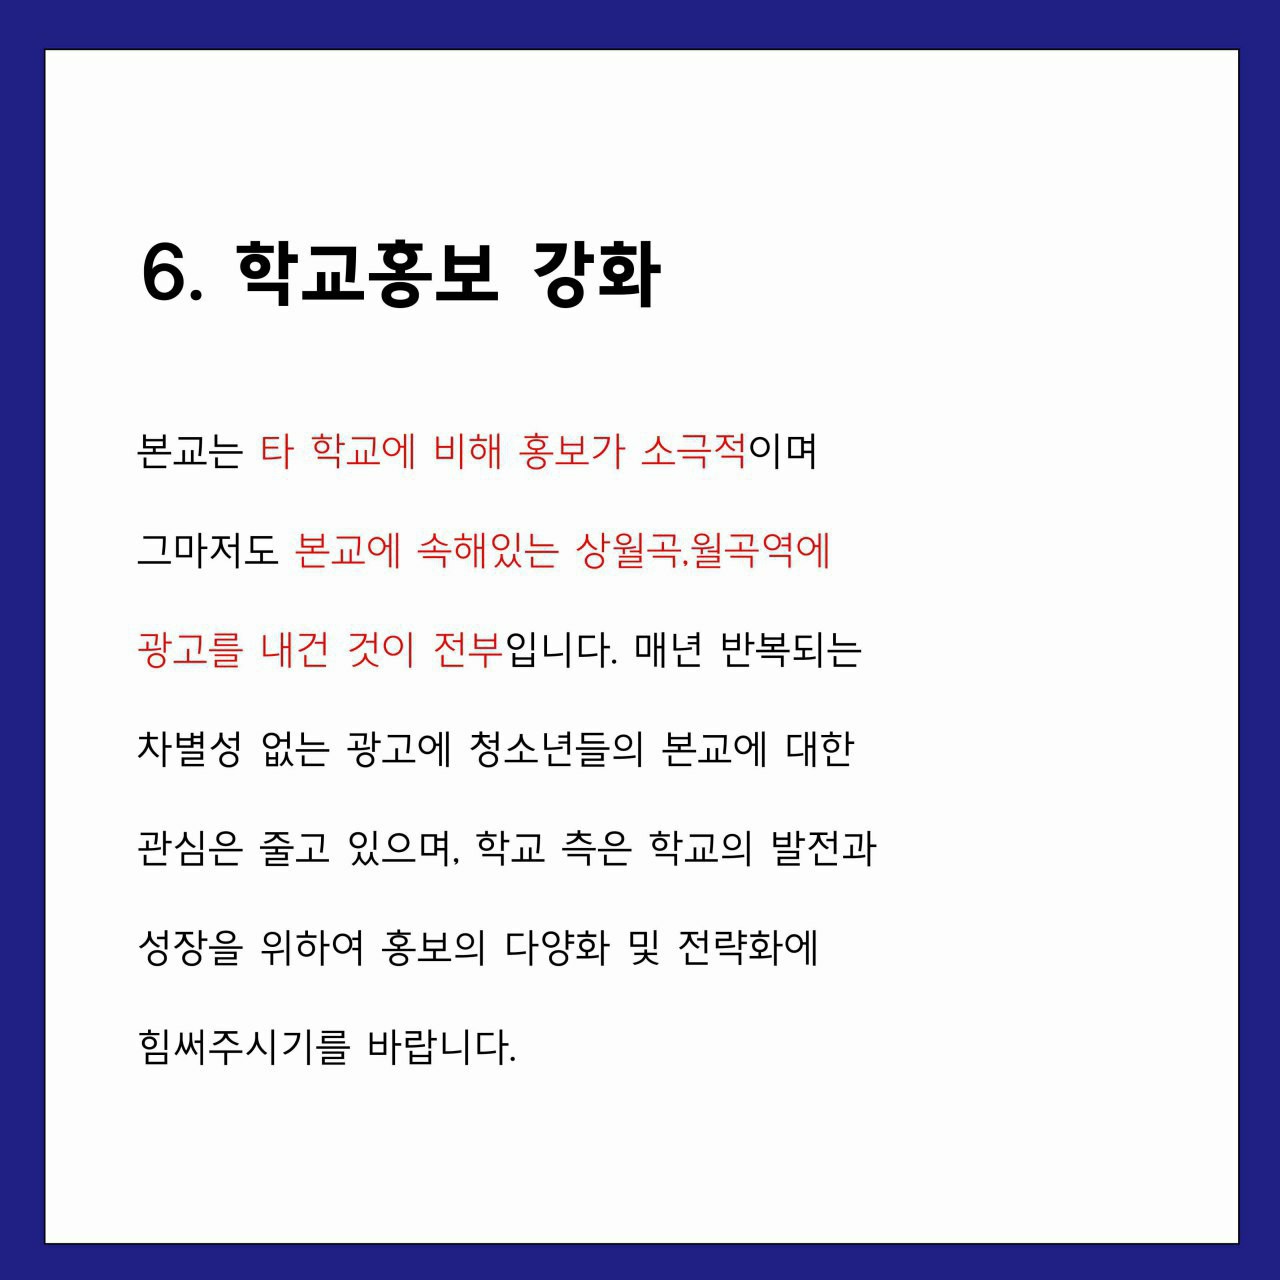 6. 학교홍보 강화
본교는 타 학교에 비해 홍보가 소극적이며
그마저도 본교에 속해있는 상월곡,월곡역에
광고를 내건 것이 전부입니다. 매년 반복되는
차별성 없는 광고에 청소년들의 본교에 대한
관심은 줄고 있으며, 학교 측은 학교의 발전과
성장을 위하여 홍보의 다양화 및 전략화에
힘써주시기를 바랍니다.